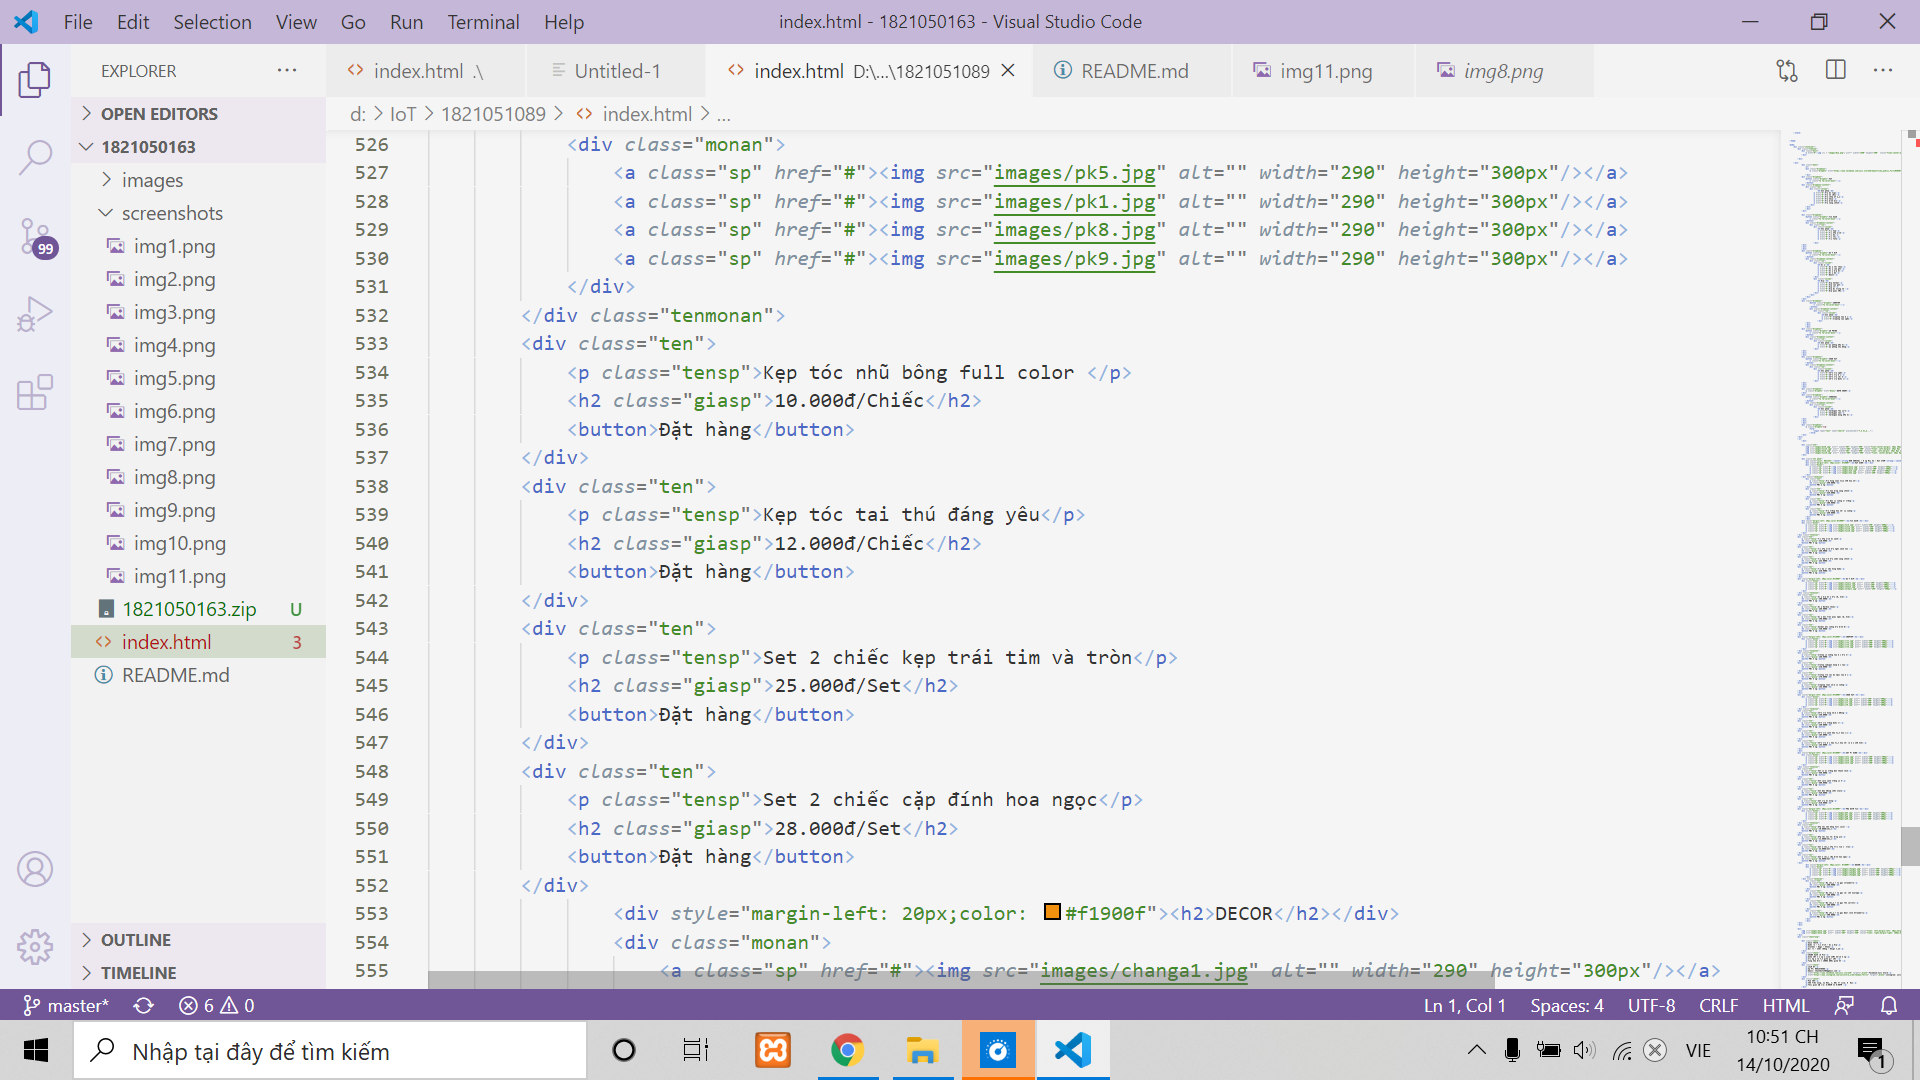 File Edit Selection View Go Run Terminal Help index.html - 1821050163 - Visual Studio Code
EXPLORER
index.html .\ Untitled-1 index.html D:\...\1821051089 README.md img11.png img8.png
d: > IoT > 1821051089 > index.html > ...
OPEN EDITORS
1821050163
images
screenshots
img1.png
img2.png
img3.png
img4.png
img5.png
img6.png
img7.png
img8.png
img9.png
img10.png
img11.png
1821050163.zip U
index.html 3
README.md
OUTLINE
TIMELINE
99
526 <div class="monan">
527 <a class="sp" href="#"><img src="images/pk5.jpg" alt="" width="290" height="300px"/></a>
528 <a class="sp" href="#"><img src="images/pk1.jpg" alt="" width="290" height="300px"/></a>
529 <a class="sp" href="#"><img src="images/pk8.jpg" alt="" width="290" height="300px"/></a>
530 <a class="sp" href="#"><img src="images/pk9.jpg" alt="" width="290" height="300px"/></a>
531 </div>
532 </div class="tenmonan">
533 <div class="ten">
534 <p class="tensp">Kẹp tóc nhũ bông full color </p>
535 <h2 class="giasp">10.000đ/Chiếc</h2>
536 <button>Đặt hàng</button>
537 </div>
538 <div class="ten">
539 <p class="tensp">Kẹp tóc tai thú đáng yêu</p>
540 <h2 class="giasp">12.000đ/Chiếc</h2>
541 <button>Đặt hàng</button>
542 </div>
543 <div class="ten">
544 <p class="tensp">Set 2 chiếc kẹp trái tim và tròn</p>
545 <h2 class="giasp">25.000đ/Set</h2>
546 <button>Đặt hàng</button>
547 </div>
548 <div class="ten">
549 <p class="tensp">Set 2 chiếc cặp đính hoa ngọc</p>
550 <h2 class="giasp">28.000đ/Set</h2>
551 <button>Đặt hàng</button>
552 </div>
553 <div style="margin-left: 20px;color: #f1900f"><h2>DECOR</h2></div>
554 <div class="monan">
555 <a class="sp" href="#"><img src="images/changa1.jpg" alt="" width="290" height="300px"/></a>
master* 6 0 Ln 1, Col 1 Spaces: 4 UTF-8 CRLF HTML
Nhập tại đây để tìm kiếm
VIE
10:51 CH
14/10/2020
1